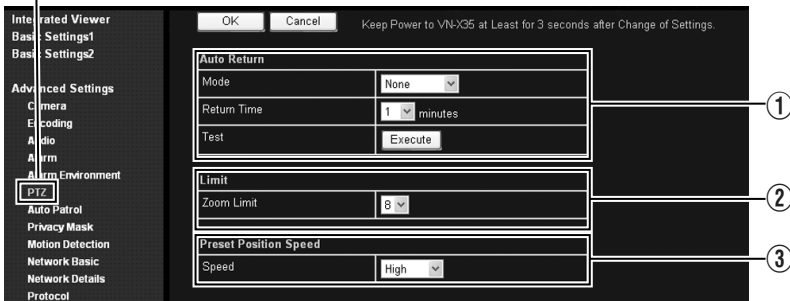 Integrated Viewer
Basic Settings1
Basic Settings2
Advanced Settings
Camera
Encoding
Audio
Alarm
Alarm Environment
PTZ
Auto Patrol
Privacy Mask
Motion Detection
Network Basic
Network Details
Protocol
OK Cancel Keep Power to VN-X35 at Least for 3 seconds after Change of Settings.
Auto Return
Mode None
Return Time 1 minutes
Test Execute
①
Limit
Zoom Limit 8
②
Preset Position Speed
Speed High
③